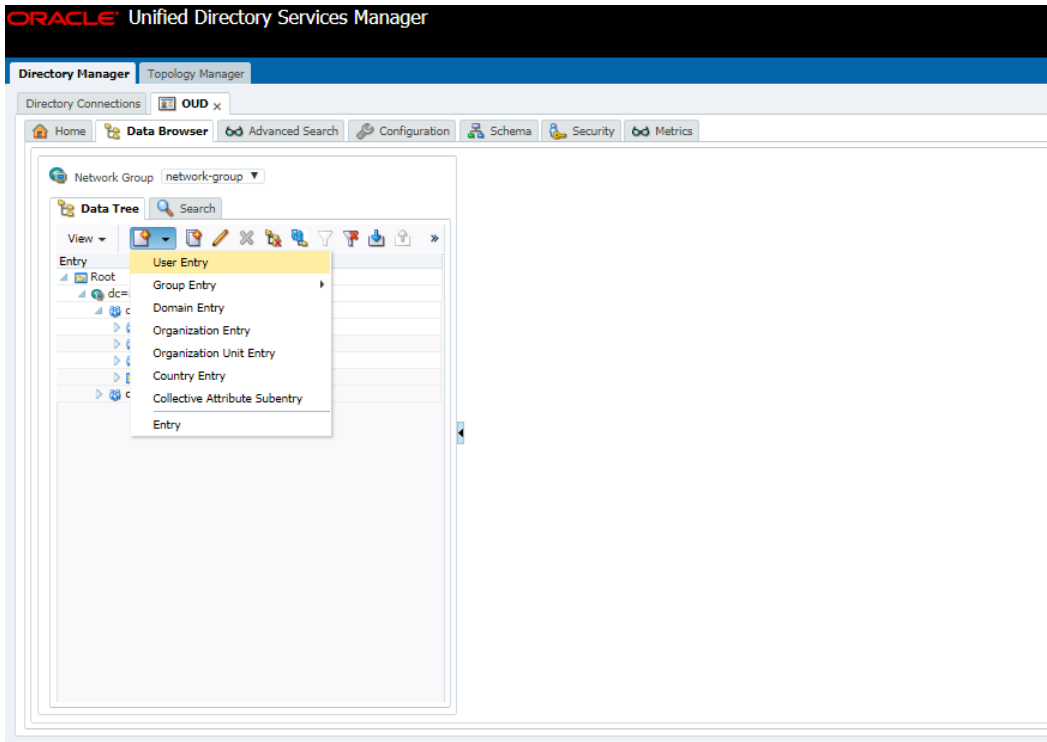 ORACLE Unified Directory Services Manager
Directory Manager Topology Manager
Directory Connections OUD x
Home Data Browser Advanced Search Configuration Schema Security Metrics
Network Group network-group
Data Tree Search
View »
Entry
User Entry
Root
Group Entry
dc=
Domain Entry
Organization Entry
Organization Unit Entry
Country Entry
Collective Attribute Subentry
Entry